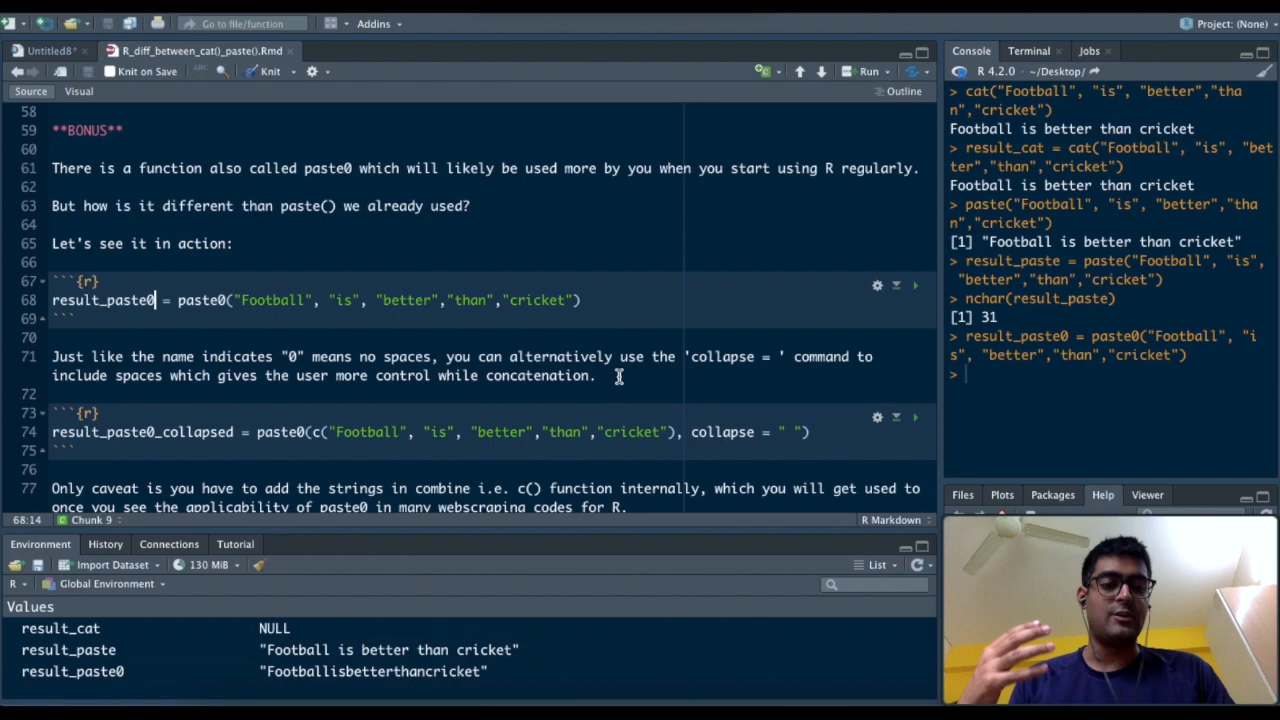 Go to file/function
Addins
Project: (None)
Untitled8*
R_diff_between_cat()_paste().Rmd
Knit on Save
ABC
Knit
Run
Source
Visual
Outline
58
59 **BONUS**
60
61 There is a function also called paste0 which will likely be used more by you when you start using R regularly.
62
63 But how is it different than paste() we already used?
64
65 Let's see it in action:
66
67 ```{r}
68 result_paste0 = paste0("Football", "is", "better","than","cricket")
69 ```
70
71 Just like the name indicates "0" means no spaces, you can alternatively use the 'collapse = ' command to
include spaces which gives the user more control while concatenation.
72
73 ```{r}
74 result_paste0_collapsed = paste0(c("Football", "is", "better","than","cricket"), collapse = " ")
75 ```
76
77 Only caveat is you have to add the strings in combine i.e. c() function internally, which you will get used to
once you see the applicability of paste0 in many webscraping codes for R.
68:14
Chunk 9
R Markdown
Environment
History
Connections
Tutorial
Import Dataset
130 MiB
List
R
Global Environment
Values
result_cat NULL
result_paste "Football is better than cricket"
result_paste0 "Footballisbetterthancricket"
Console
Terminal
Jobs
R 4.2.0 · ~/Desktop/
> cat("Football", "is", "better","tha
n","cricket")
Football is better than cricket
> result_cat = cat("Football", "is", "bet
ter","than","cricket")
Football is better than cricket
> paste("Football", "is", "better","tha
n","cricket")
[1] "Football is better than cricket"
> result_paste = paste("Football", "is",
"better","than","cricket")
> nchar(result_paste)
[1] 31
> result_paste0 = paste0("Football", "i
s", "better","than","cricket")
>
Files
Plots
Packages
Help
Viewer